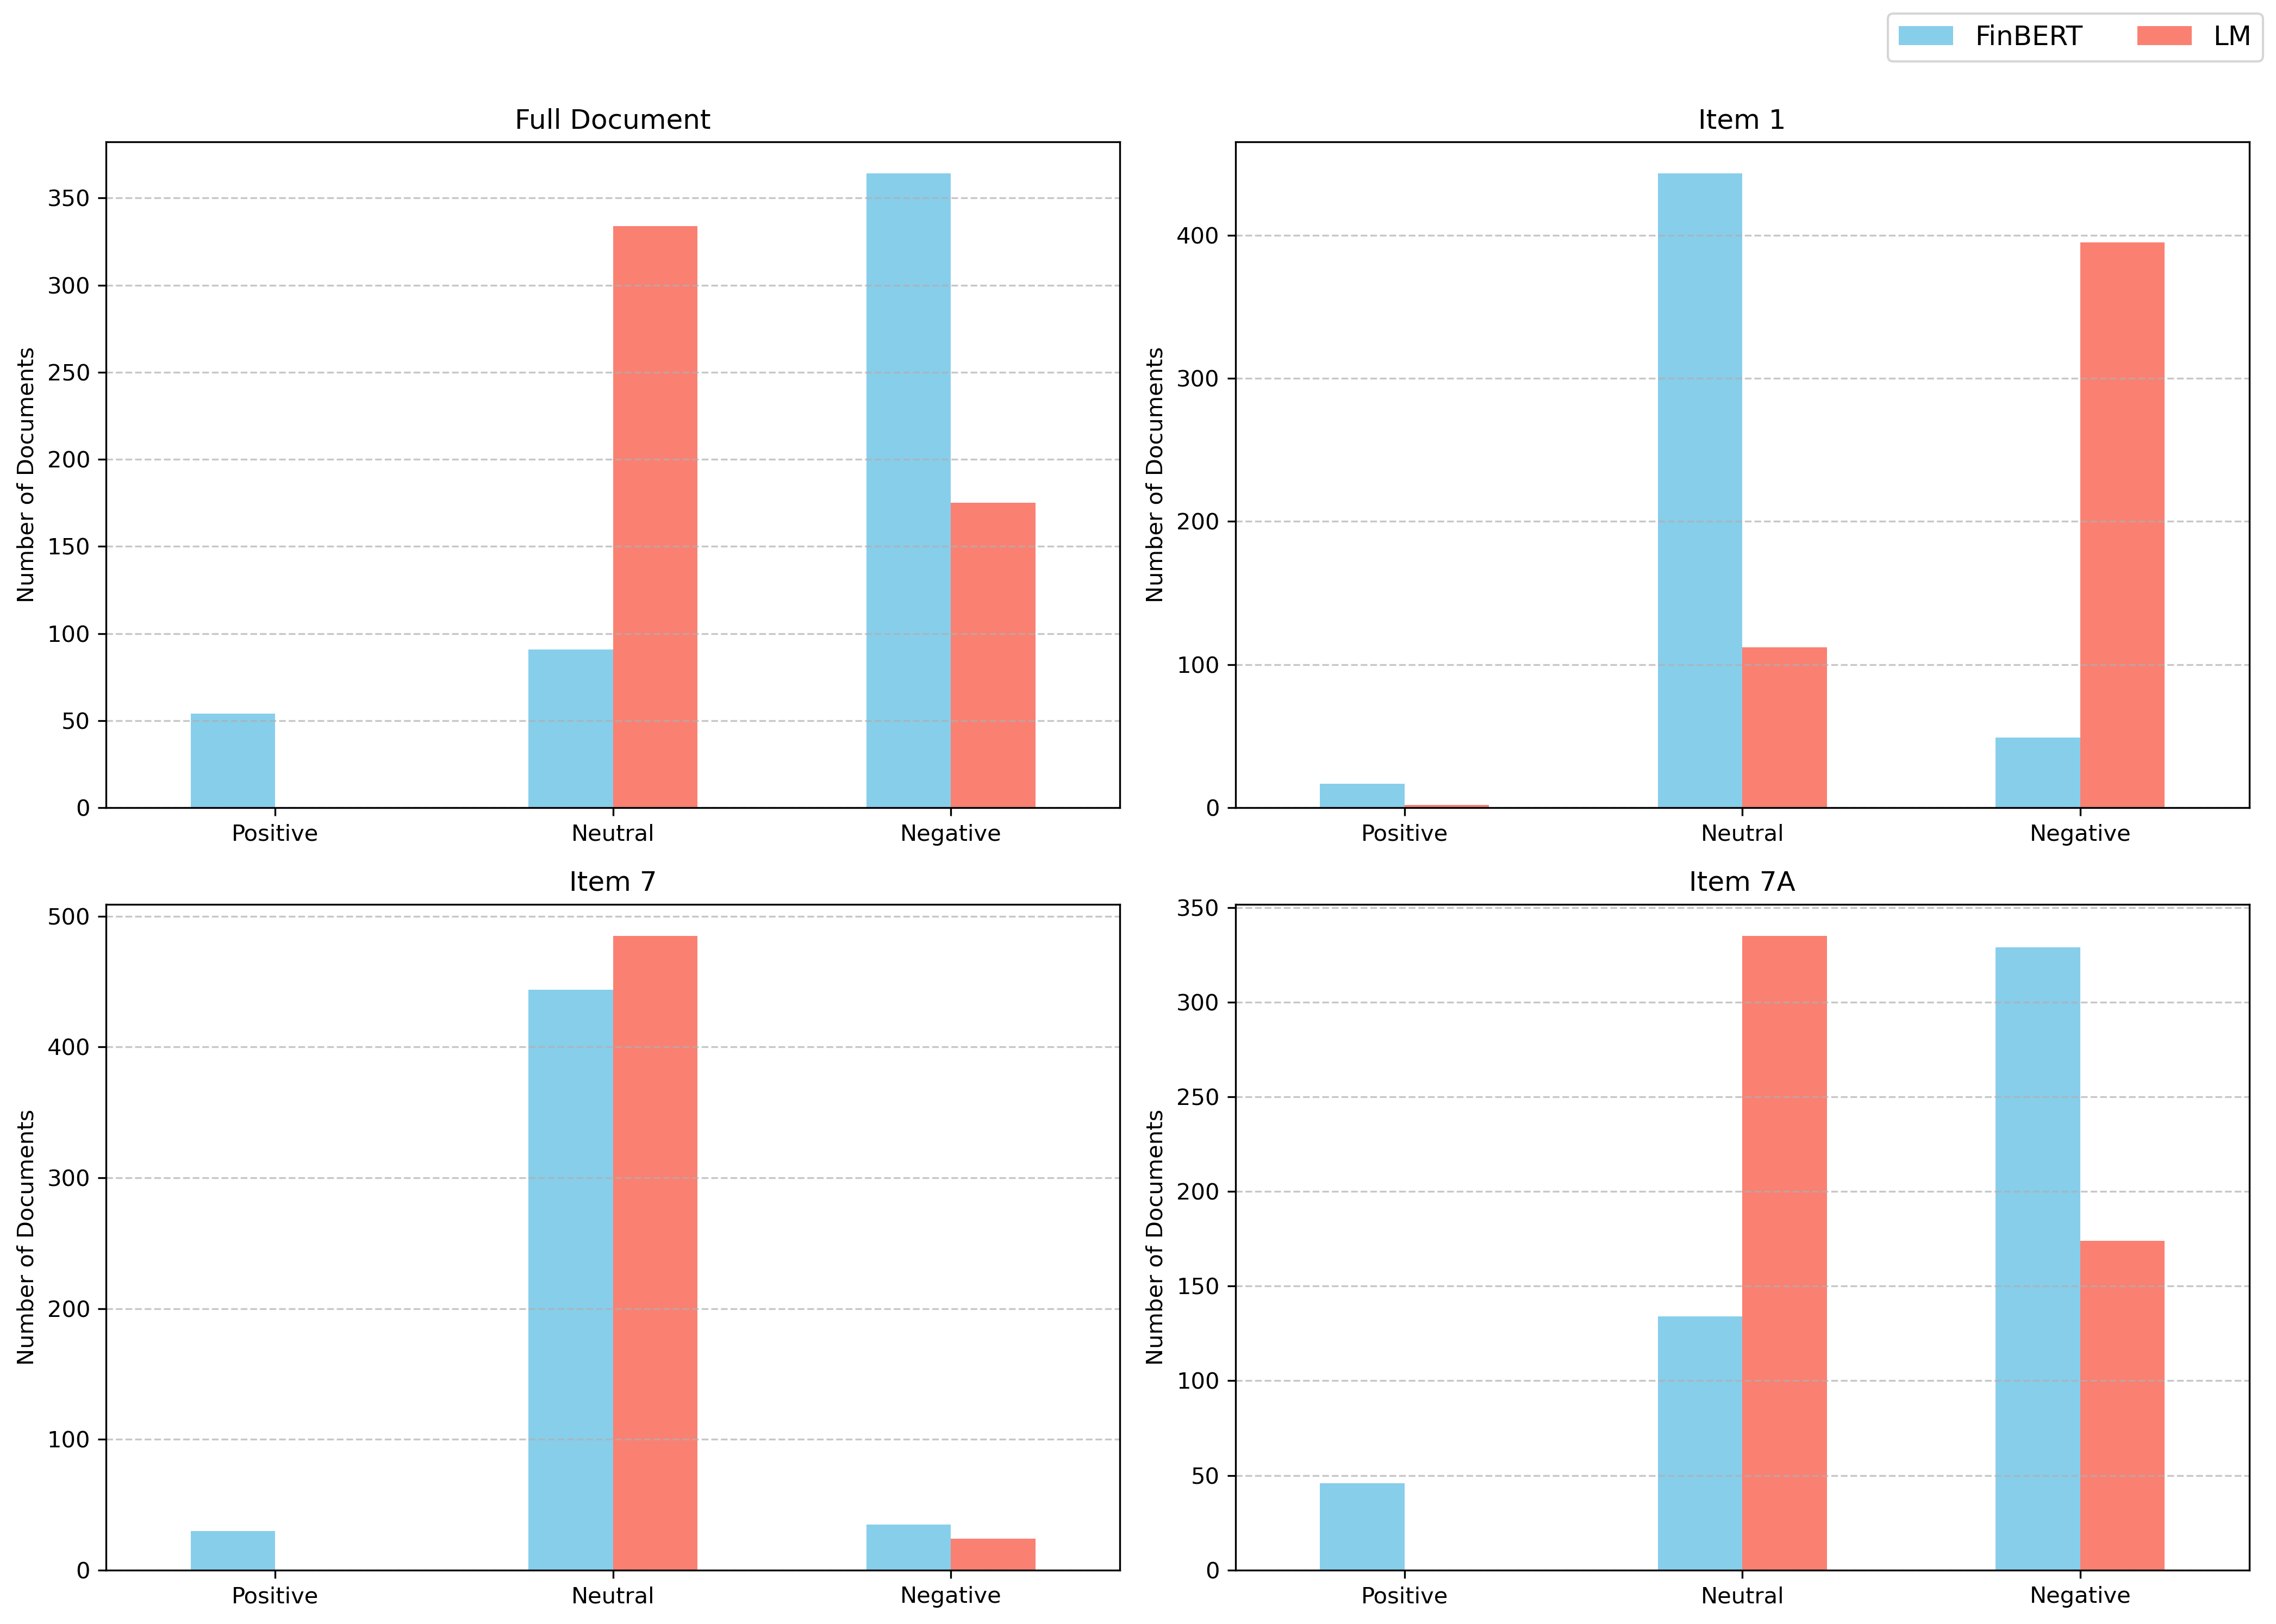 FinBERT LM
Full Document
Number of Documents
350
300
250
200
150
100
50
0
Positive Neutral Negative
Item 1
Number of Documents
400
300
200
100
0
Positive Neutral Negative
Item 7
Number of Documents
500
400
300
200
100
0
Positive Neutral Negative
Item 7A
Number of Documents
350
300
250
200
150
100
50
0
Positive Neutral Negative